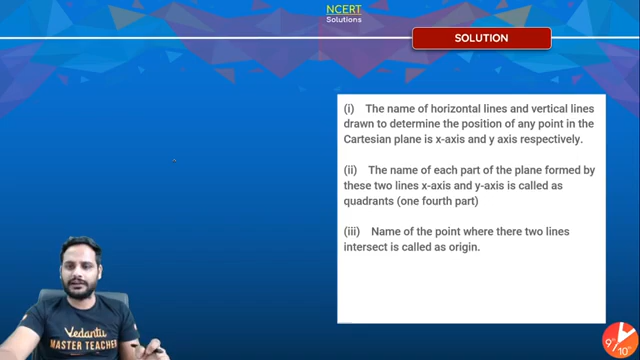 NCERT
Solutions
SOLUTION
(i) The name of horizontal lines and vertical lines
drawn to determine the position of any point in the
Cartesian plane is x-axis and y axis respectively.
(ii) The name of each part of the plane formed by
these two lines x-axis and y-axis is called as
quadrants (one fourth part)
(iii) Name of the point where there two lines
intersect is called as origin.
Vedantu
MASTER TEACHER
9th
10th